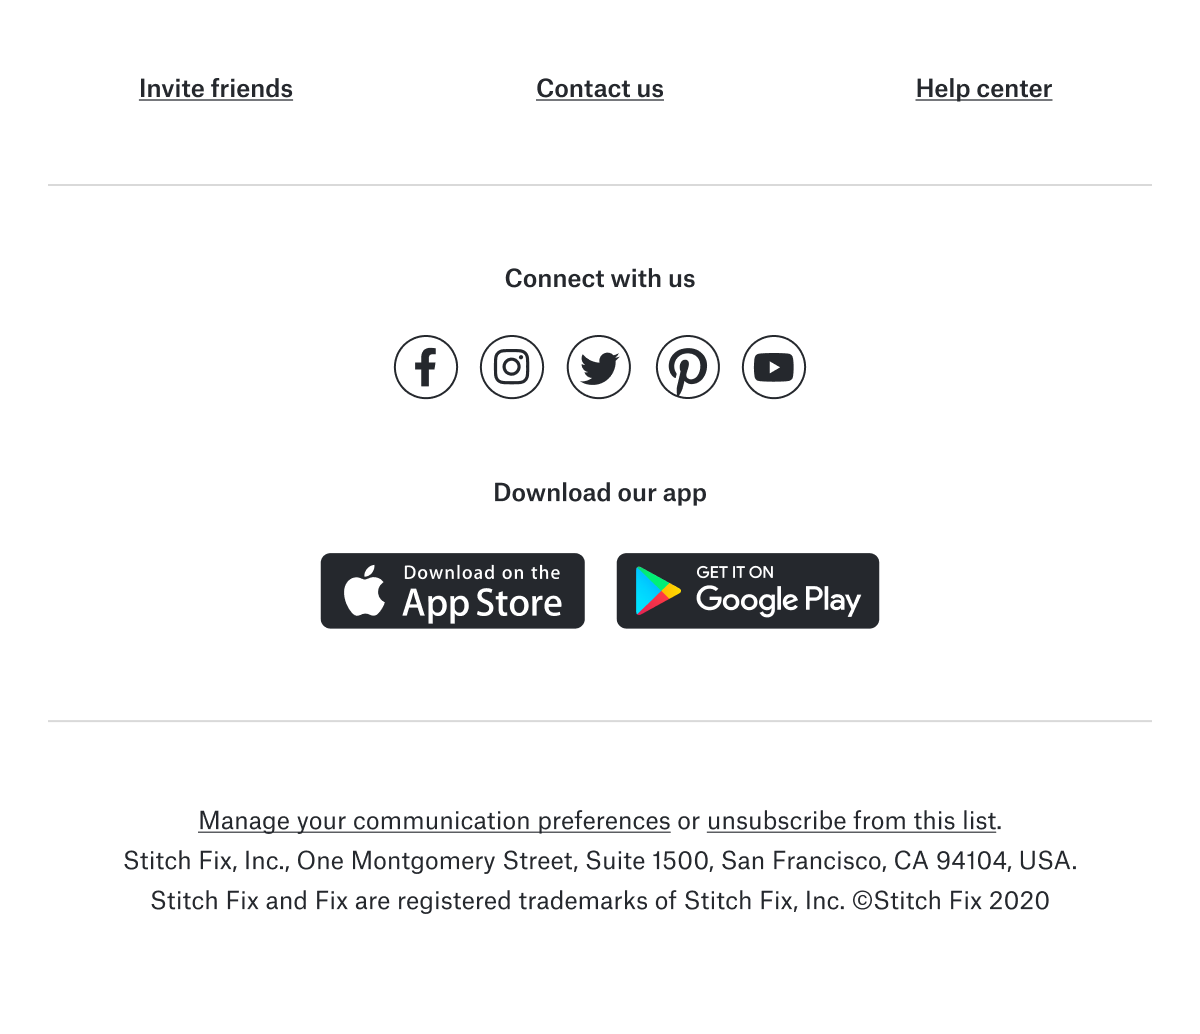 Invite friends
Contact us
Help center
Connect with us
Download our app
Download on the
App Store
GET IT ON
Google Play
Manage your communication preferences or unsubscribe from this list.
Stitch Fix, Inc., One Montgomery Street, Suite 1500, San Francisco, CA 94104, USA.
Stitch Fix and Fix are registered trademarks of Stitch Fix, Inc. ©Stitch Fix 2020